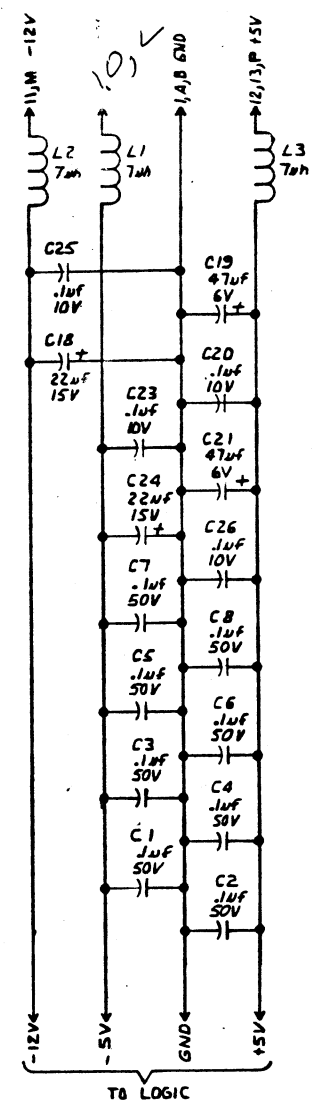 11,M -12V
1,A,B GND
12,13,P +5V
L2
7uh
L1
7uh
L3
7uh
C25
.1uf
10V
C19
47uf
6V
+
C18
+
22uf
15V
C20
.1uf
10V
C23
.1uf
10V
C21
47uf
6V
+
C24
22uf
15V
+
C26
.1uf
10V
C7
.1uf
50V
C8
.1uf
50V
C5
.1uf
50V
C6
.1uf
50V
C3
.1uf
50V
C4
.1uf
50V
C1
.1uf
50V
C2
.1uf
50V
-12V
-5V
GND
+5V
TO LOGIC